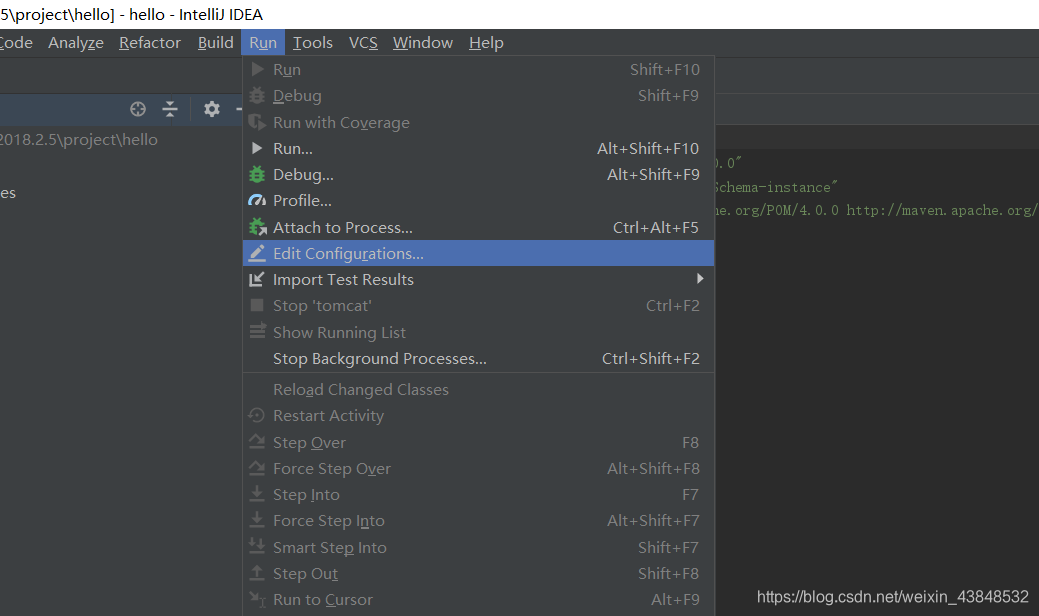 5\project\hello] - hello - IntelliJ IDEA
Code Analyze Refactor Build Run Tools VCS Window Help
Run Shift+F10
Debug Shift+F9
2018.2.5\project\hello
Run with Coverage
Run... Alt+Shift+F10
0.0"
Debug... Alt+Shift+F9
es
Schema-instance"
Profile...
he.org/POM/4.0.0 http://maven.apache.org/
Attach to Process... Ctrl+Alt+F5
Edit Configurations...
Import Test Results
Stop 'tomcat' Ctrl+F2
Show Running List
Stop Background Processes... Ctrl+Shift+F2
Reload Changed Classes
Restart Activity
Step Over F8
Force Step Over Alt+Shift+F8
Step Into F7
Force Step Into Alt+Shift+F7
Smart Step Into Shift+F7
Step Out Shift+F8
Run to Cursor Alt+F9
https://blog.csdn.net/weixin_43848532